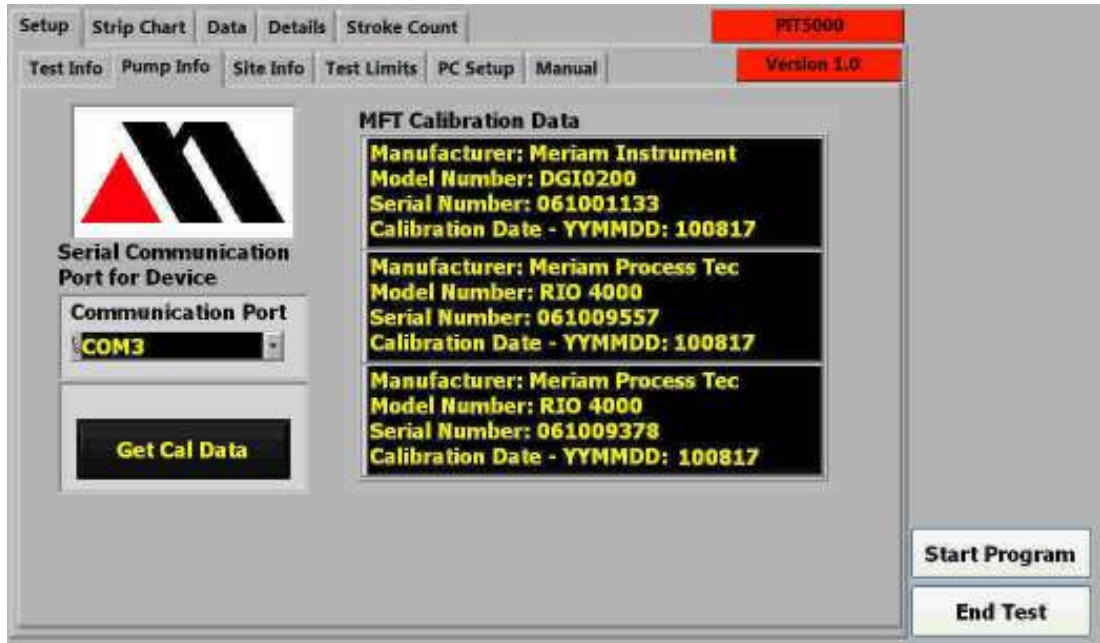 Setup Strip Chart Data Details Stroke Count PIT5000
Test Info Pump Info Site Info Test Limits PC Setup Manual Version 1.0
MFT Calibration Data
Manufacturer: Meriam Instrument
Model Number: DGI0200
Serial Number: 061001133
Calibration Date - YYMMDD: 100817
Serial Communication
Port for Device
Communication Port
COM3
Manufacturer: Meriam Process Tec
Model Number: RIO 4000
Serial Number: 061009557
Calibration Date - YYMMDD: 100817
Manufacturer: Meriam Process Tec
Model Number: RIO 4000
Serial Number: 061009378
Calibration Date - YYMMDD: 100817
Get Cal Data
Start Program
End Test